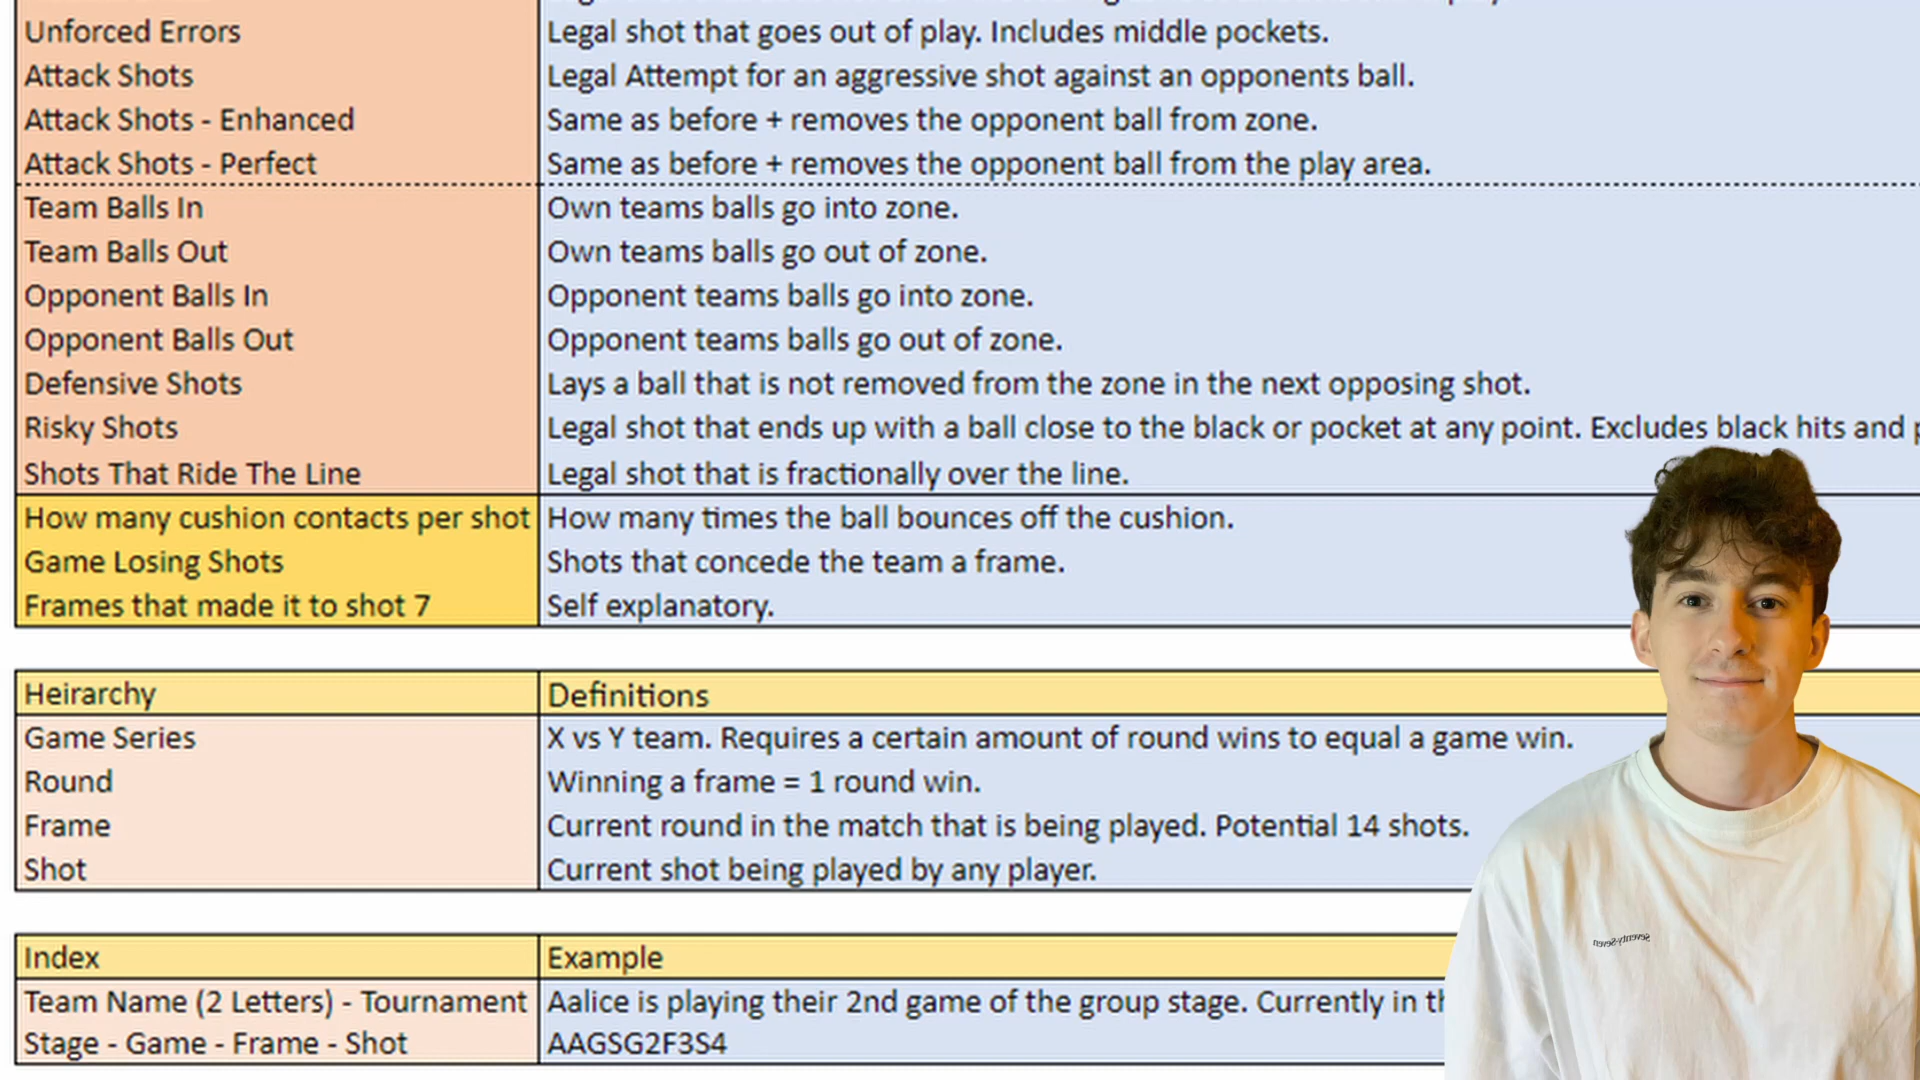 Unforced Errors Legal shot that goes out of play. Includes middle pockets.
Attack Shots Legal Attempt for an aggressive shot against an opponents ball.
Attack Shots - Enhanced Same as before + removes the opponent ball from zone.
Attack Shots - Perfect Same as before + removes the opponent ball from the play area.
Team Balls In Own teams balls go into zone.
Team Balls Out Own teams balls go out of zone.
Opponent Balls In Opponent teams balls go into zone.
Opponent Balls Out Opponent teams balls go out of zone.
Defensive Shots Lays a ball that is not removed from the zone in the next opposing shot.
Risky Shots Legal shot that ends up with a ball close to the black or pocket at any point. Excludes black hits and
Shots That Ride The Line Legal shot that is fractionally over the line.
How many cushion contacts per shot How many times the ball bounces off the cushion.
Game Losing Shots Shots that concede the team a frame.
Frames that made it to shot 7 Self explanatory.
Heirarchy Definitions
Game Series X vs Y team. Requires a certain amount of round wins to equal a game win.
Round Winning a frame = 1 round win.
Frame Current round in the match that is being played. Potential 14 shots.
Shot Current shot being played by any player.
Index Example
Team Name (2 Letters) - Tournament Aalice is playing their 2nd game of the group stage. Currently in
Stage - Game - Frame - Shot AAGSG2F3S4
Seventy-Seven